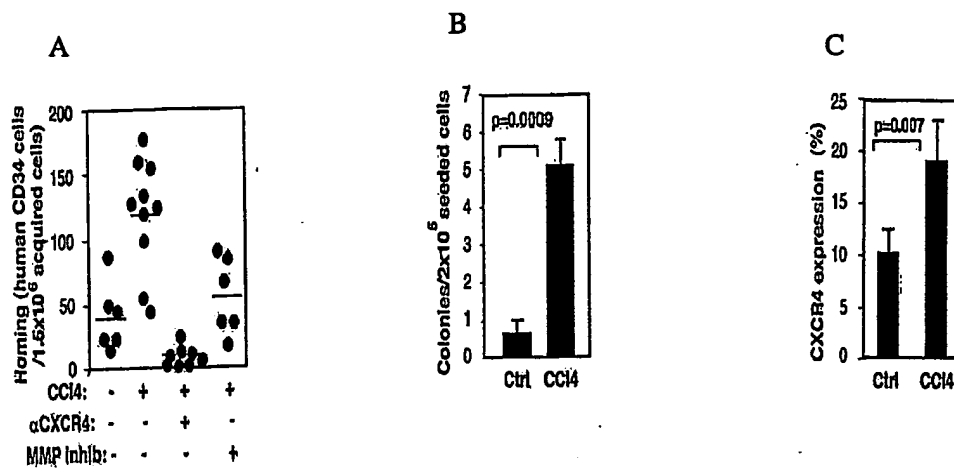 A
B
C
Homing (human CD34 cells
/1.5x10⁶ acquired cells)
200
150
100
50
0
CCl4: - + + +
αCXCR4: - - + -
MMP inhib: - - - +
Colonies/2x10⁵ seeded cells
7
6
5
4
3
2
1
0
p=0.0009
Ctrl CCl4
CXCR4 expression (%)
25
20
15
10
5
0
p=0.007
Ctrl CCl4